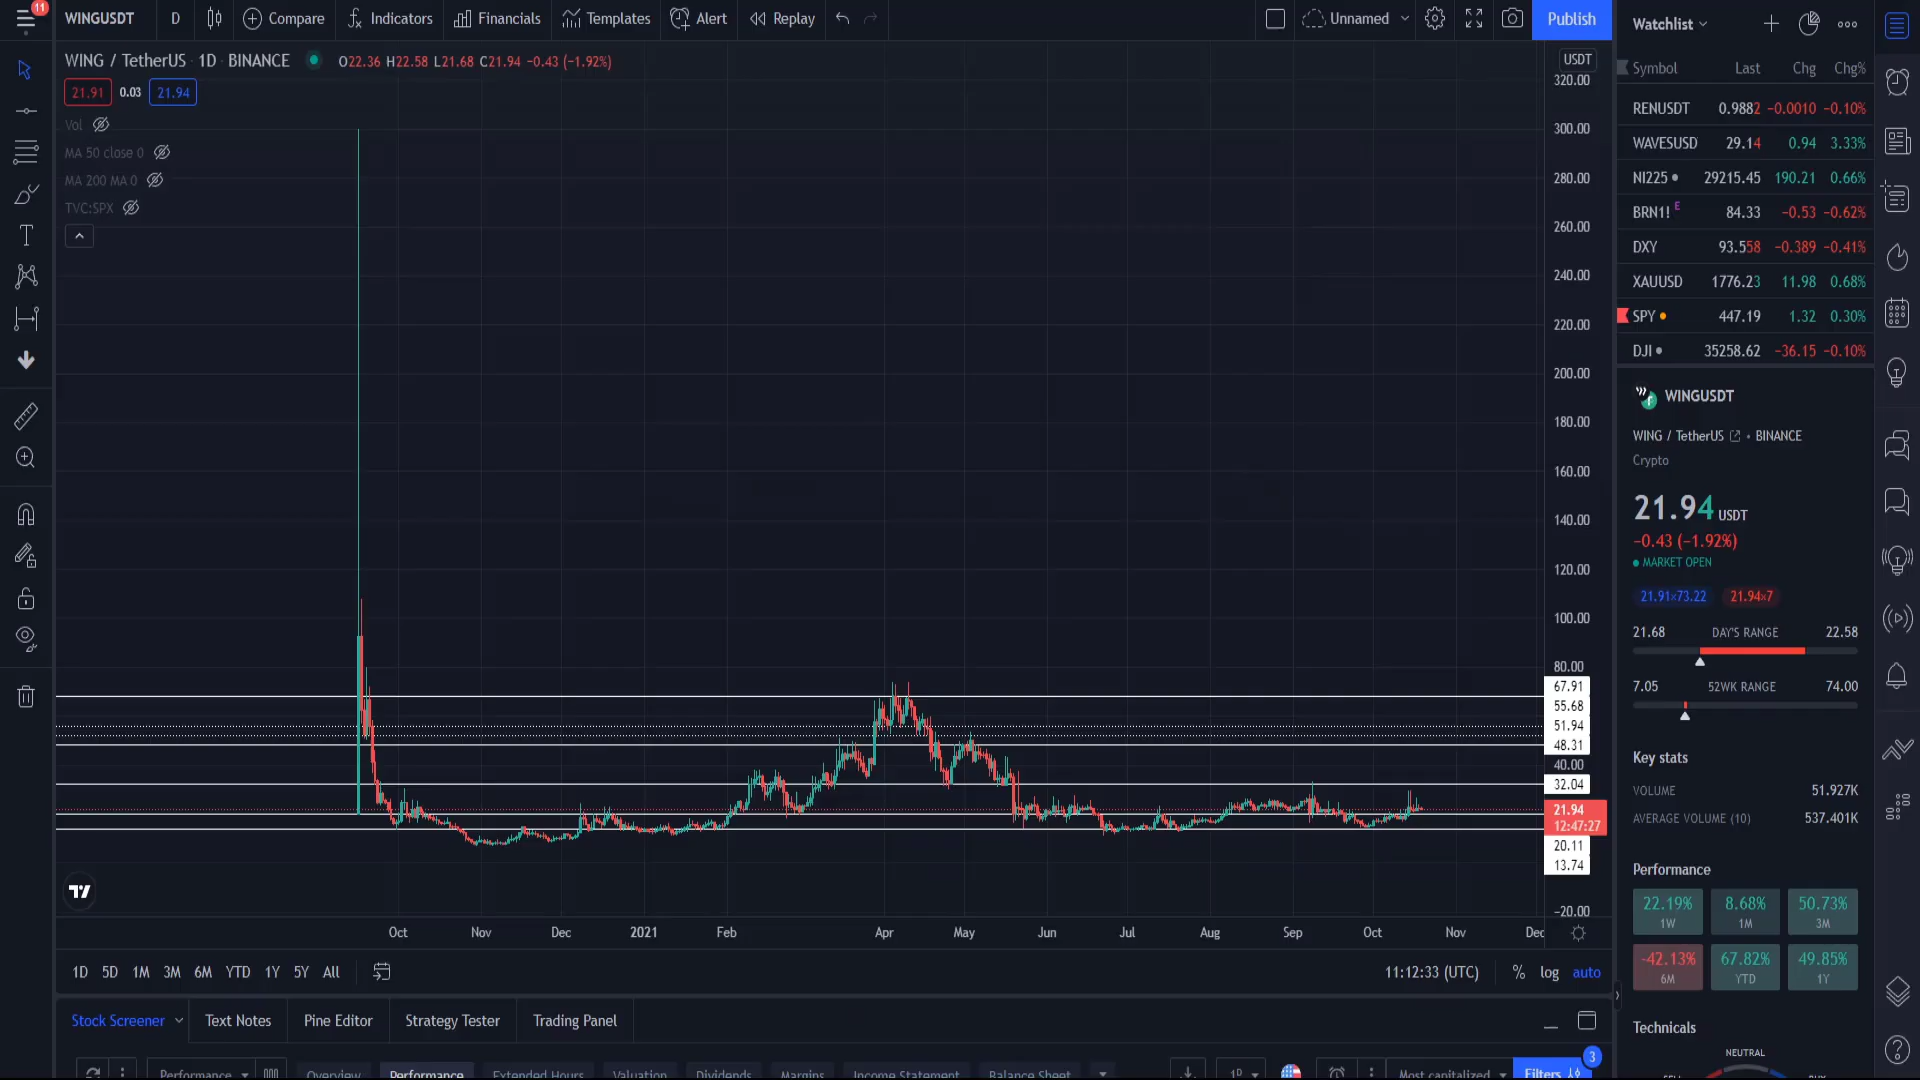 11
WINGUSDT
D
Compare
Indicators
Financials
Templates
Alert
Replay
Unnamed
Publish
WING / TetherUS · 1D · BINANCE O22.36 H22.58 L21.68 C21.94 −0.43 (−1.92%)
21.91 0.03 21.94
Vol
MA 50 close 0
MA 200 MA 0
TVC:SPX
USDT
320.00
300.00
280.00
260.00
240.00
220.00
200.00
180.00
160.00
140.00
120.00
100.00
80.00
67.91
55.68
51.94
48.31
40.00
32.04
21.94
12:47:27
20.11
13.74
−20.00
Oct Nov Dec 2021 Feb Apr May Jun Jul Aug Sep Oct Nov Dec
1D 5D 1M 3M 6M YTD 1Y 5Y All
11:12:33 (UTC) % log auto
Stock Screener Text Notes Pine Editor Strategy Tester Trading Panel
3
Performance Overview Performance Extended Hours Valuation Dividends Margins Income Statement Balance Sheet 1D Most capitalized Filters
Watchlist
Symbol Last Chg Chg%
RENUSDT 0.9882 −0.0010 −0.10%
WAVESUSD 29.14 0.94 3.33%
NI225 29215.45 190.21 0.66%
BRN1! E 84.33 −0.53 −0.62%
DXY 93.558 −0.389 −0.41%
XAUUSD 1776.23 11.98 0.68%
SPY 447.19 1.32 0.30%
DJI 35258.62 −36.15 −0.10%
WINGUSDT
WING / TetherUS • BINANCE
Crypto
21.94 USDT
−0.43 (−1.92%)
MARKET OPEN
21.91×73.22 21.94×7
21.68 DAY'S RANGE 22.58
7.05 52WK RANGE 74.00
Key stats
VOLUME 51.927K
AVERAGE VOLUME (10) 537.401K
Performance
22.19% 8.68% 50.73%
1W 1M 3M
-42.13% 67.82% 49.85%
6M YTD 1Y
Technicals
NEUTRAL